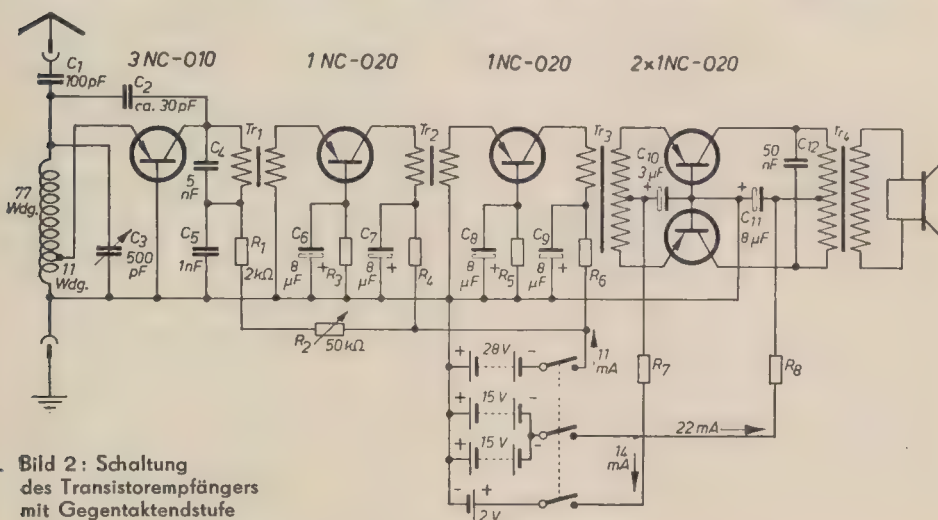 3NC-010
1NC-020
1NC-020
2x1NC-020
C1
100pF
C2
ca. 30pF
Tr1
Tr2
Tr3
Tr4
C4
5
nF
C10
3µF
+
50
nF
C12
+
C11
8µF
77
Wdg.
11
Wdg.
C3
500
pF
C5
1nF
R1
2kΩ
C6
8
µF
+
R3
C7
8
µF
+
R4
C8
8
µF
+
R5
C9
8
µF
+
R6
R2
50kΩ
11
mA
R7
R8
+ 28V -
+ 15V -
+ 15V -
22mA
14
mA
- +
2V
Bild 2: Schaltung
des Transistorempfängers
mit Gegentaktendstufe